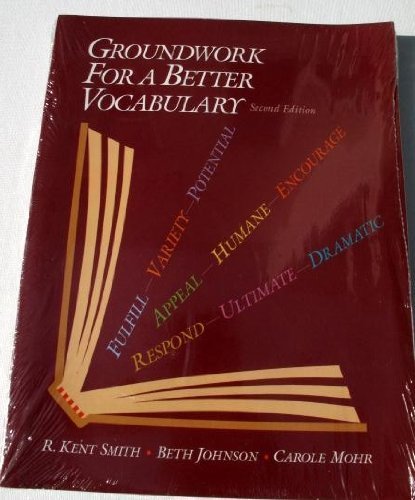 GROUNDWORK
FOR A BETTER
VOCABULARY Second Edition
FULFILL—VARIETY—POTENTIAL
APPEAL—HUMANE—ENCOURAGE
RESPOND—ULTIMATE—DRAMATIC
R. KENT SMITH • BETH JOHNSON • CAROLE MOHR